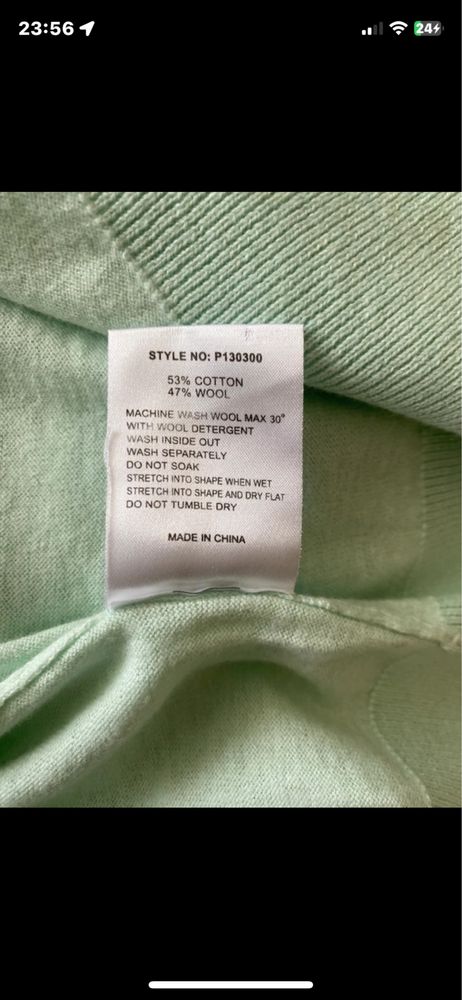 23:56
24
STYLE NO: P130300
53% COTTON
47% WOOL
MACHINE WASH WOOL MAX 30°
WITH WOOL DETERGENT
WASH INSIDE OUT
WASH SEPARATELY
DO NOT SOAK
STRETCH INTO SHAPE WHEN WET
STRETCH INTO SHAPE AND DRY FLAT
DO NOT TUMBLE DRY
MADE IN CHINA